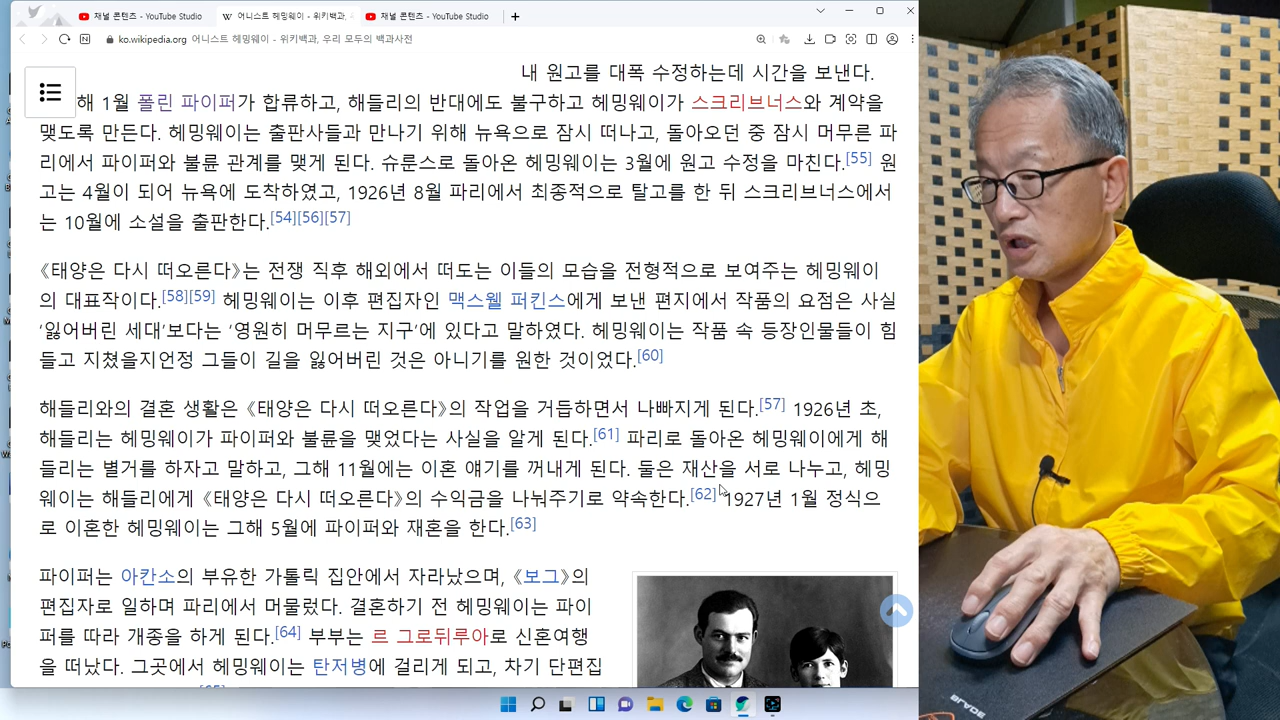 재널 콘텐츠 - YouTube Studio
어니스트 헤밍웨이 - 위키백과,
재널 콘텐츠 - YouTube Studio
ko.wikipedia.org 어니스트 헤밍웨이 - 위키백과, 우리 모두의 백과사전
내 원고를 대폭 수정하는데 시간을 보낸다.
해 1월 폴린 파이퍼가 합류하고, 해들리의 반대에도 불구하고 헤밍웨이가 스크리브너스와 계약을
맺도록 만든다. 헤밍웨이는 출판사들과 만나기 위해 뉴욕으로 잠시 떠나고, 돌아오던 중 잠시 머무른 파
리에서 파이퍼와 불륜 관계를 맺게 된다. 슈룬스로 돌아온 헤밍웨이는 3월에 원고 수정을 마친다.[55] 원
고는 4월이 되어 뉴욕에 도착하였고, 1926년 8월 파리에서 최종적으로 탈고를 한 뒤 스크리브너스에서
는 10월에 소설을 출판한다.[54][56][57]
《태양은 다시 떠오른다》는 전쟁 직후 해외에서 떠도는 이들의 모습을 전형적으로 보여주는 헤밍웨이
의 대표작이다.[58][59] 헤밍웨이는 이후 편집자인 맥스웰 퍼킨스에게 보낸 편지에서 작품의 요점은 사실
‘잃어버린 세대’보다는 ‘영원히 머무르는 지구’에 있다고 말하였다. 헤밍웨이는 작품 속 등장인물들이 힘
들고 지쳤을지언정 그들이 길을 잃어버린 것은 아니기를 원한 것이었다.[60]
해들리와의 결혼 생활은 《태양은 다시 떠오른다》의 작업을 거듭하면서 나빠지게 된다.[57] 1926년 초,
해들리는 헤밍웨이가 파이퍼와 불륜을 맺었다는 사실을 알게 된다.[61] 파리로 돌아온 헤밍웨이에게 해
들리는 별거를 하자고 말하고, 그해 11월에는 이혼 얘기를 꺼내게 된다. 둘은 재산을 서로 나누고, 헤밍
웨이는 해들리에게 《태양은 다시 떠오른다》의 수익금을 나눠주기로 약속한다.[62] 1927년 1월 정식으
로 이혼한 헤밍웨이는 그해 5월에 파이퍼와 재혼을 한다.[63]
파이퍼는 아칸소의 부유한 가톨릭 집안에서 자라났으며, 《보그》의
편집자로 일하며 파리에서 머물렀다. 결혼하기 전 헤밍웨이는 파이
퍼를 따라 개종을 하게 된다.[64] 부부는 르 그로뒤루아로 신혼여행
을 떠났다. 그곳에서 헤밍웨이는 탄저병에 걸리게 되고, 차기 단편집